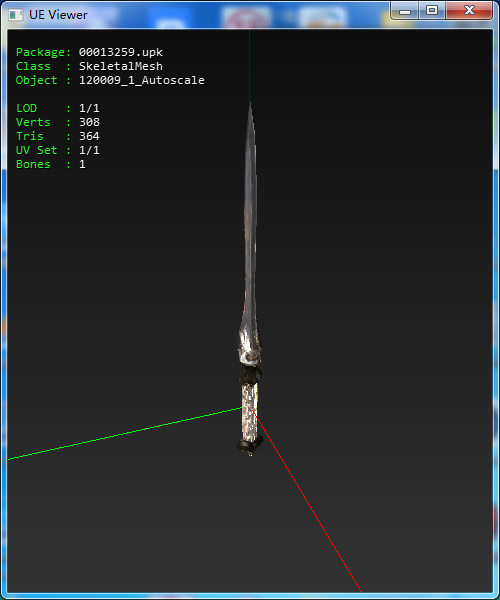 UE Viewer
Package: 00013259.upk
Class : SkeletalMesh
Object : 120009_1_Autoscale
LOD : 1/1
Verts : 308
Tris : 364
UV Set : 1/1
Bones : 1